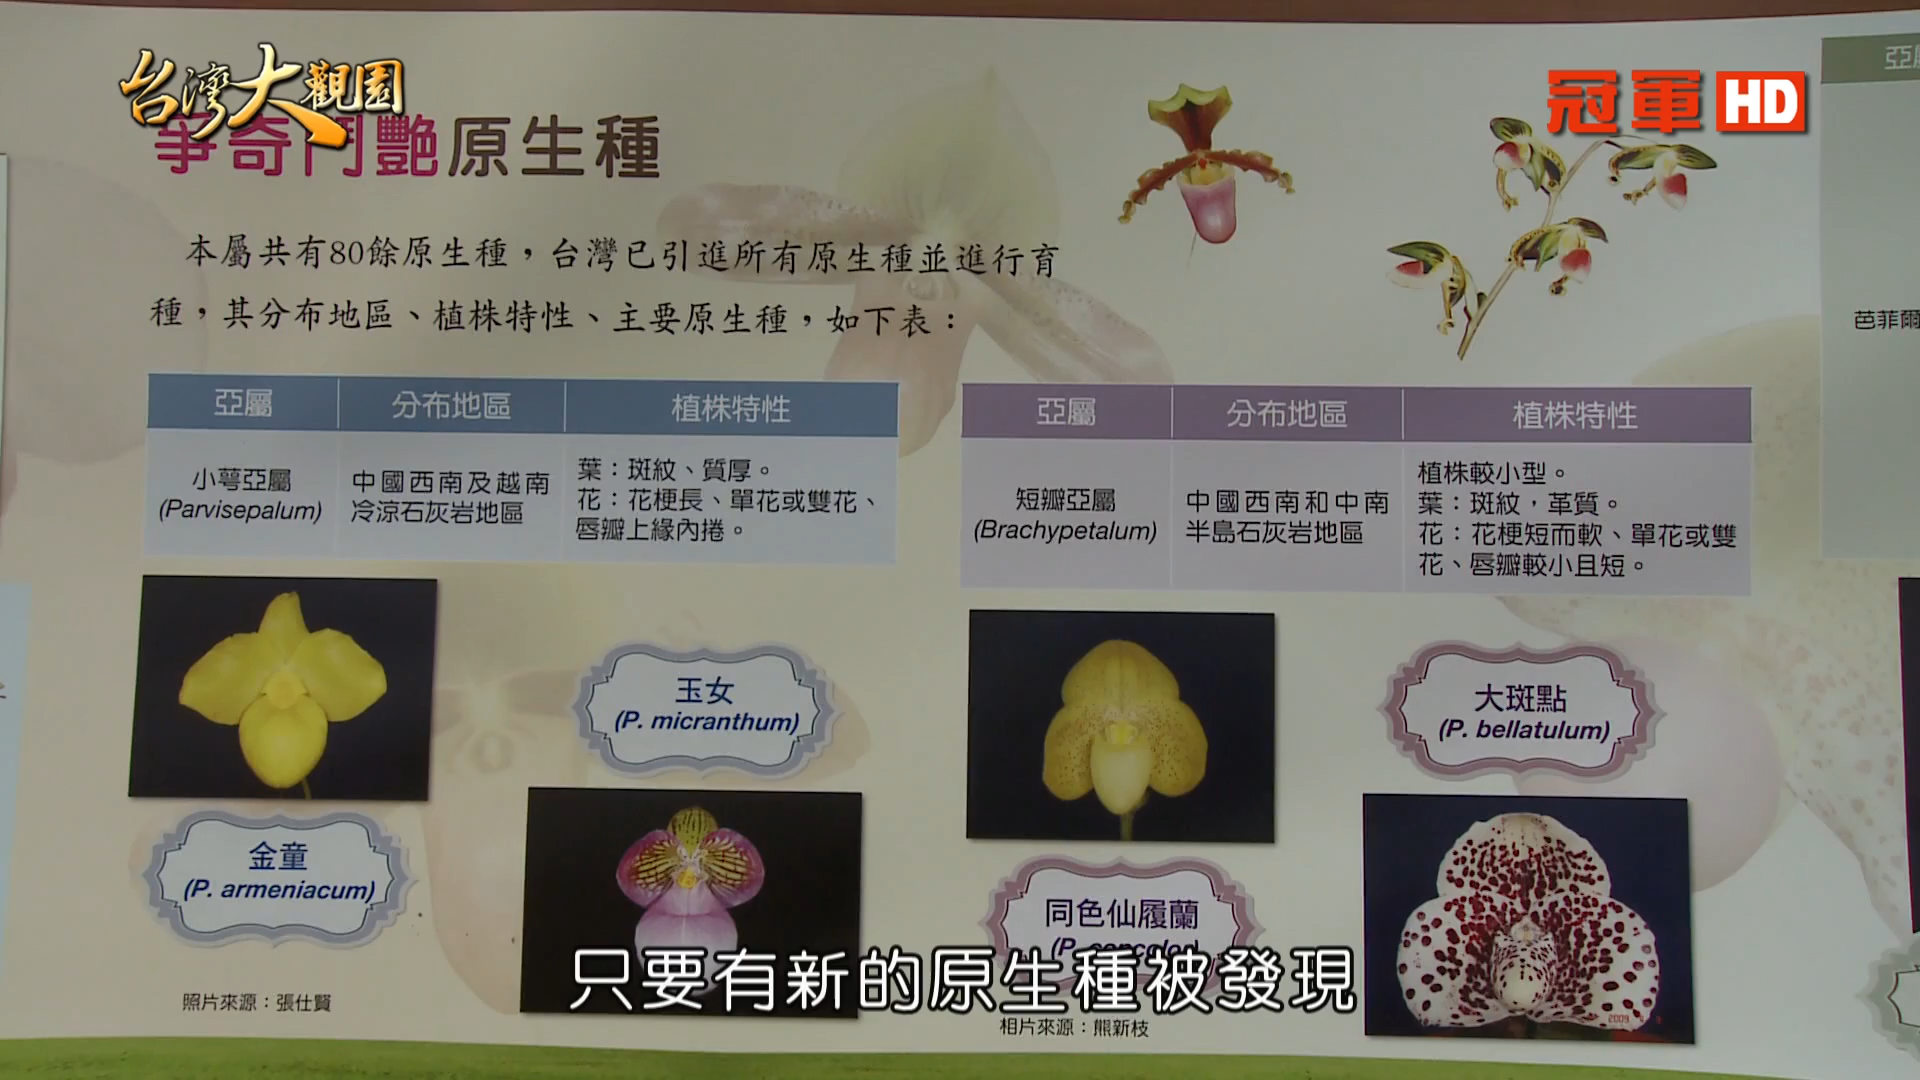 台灣大觀園
冠軍 HD
爭奇鬥艷原生種
本屬共有80餘原生種，台灣已引進所有原生種並進行育
種，其分布地區、植株特性、主要原生種，如下表：
亞屬 分布地區 植株特性
小萼亞屬
(Parvisepalum)
中國西南及越南
冷涼石灰岩地區
葉：斑紋、質厚。
花：花梗長、單花或雙花、
唇瓣上緣內捲。
亞屬 分布地區 植株特性
短瓣亞屬
(Brachypetalum)
中國西南和中南
半島石灰岩地區
植株較小型。
葉：斑紋，革質。
花：花梗短而軟、單花或雙
花、唇瓣較小且短。
芭菲爾
玉女
(P. micranthum)
金童
(P. armeniacum)
大斑點
(P. bellatulum)
同色仙履蘭
照片來源：張仕賢
相片來源：熊新枝
只要有新的原生種被發現